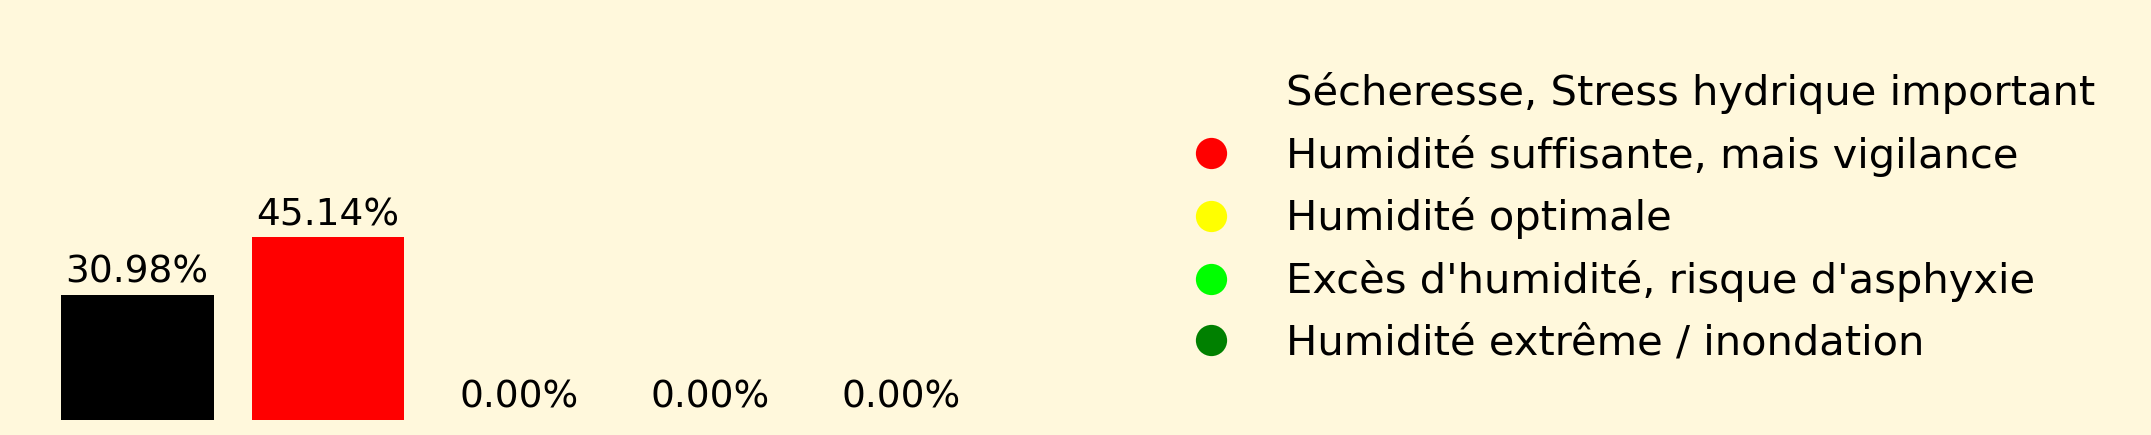 45.14%
30.98%
0.00%
0.00%
0.00%
Sécheresse, Stress hydrique important
Humidité suffisante, mais vigilance
Humidité optimale
Excès d'humidité, risque d'asphyxie
Humidité extrême / inondation